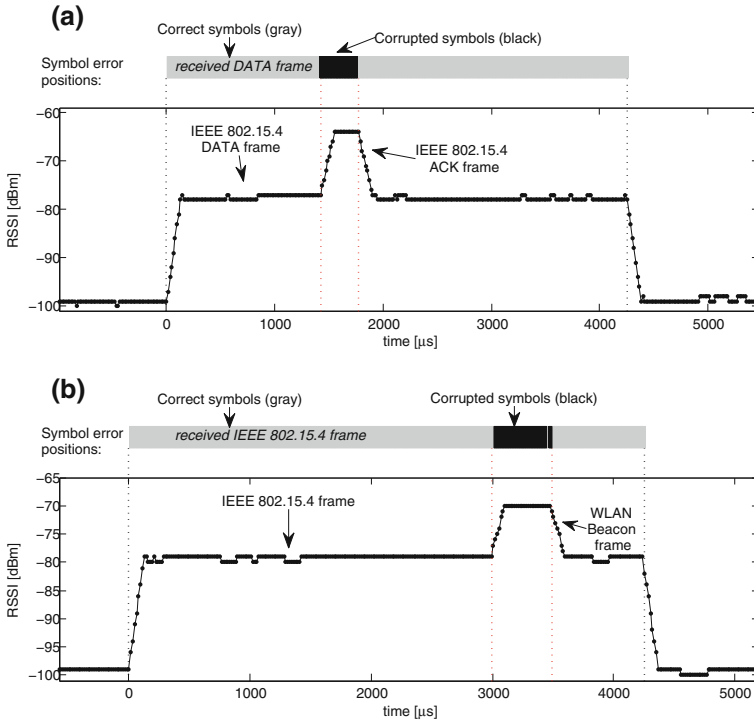 (a)
Correct symbols (gray)
Corrupted symbols (black)
Symbol error
positions:
received DATA frame
−60
−70
−80
−90
−100
RSSI [dBm]
IEEE 802.15.4
DATA frame
IEEE 802.15.4
ACK frame
0
1000
2000
3000
4000
5000
time [μs]
(b)
Correct symbols (gray)
Corrupted symbols (black)
Symbol error
positions:
received IEEE 802.15.4 frame
−65
−70
−75
−80
−85
−90
−95
−100
RSSI [dBm]
IEEE 802.15.4 frame
WLAN
Beacon
frame
0
1000
2000
3000
4000
5000
time [μs]